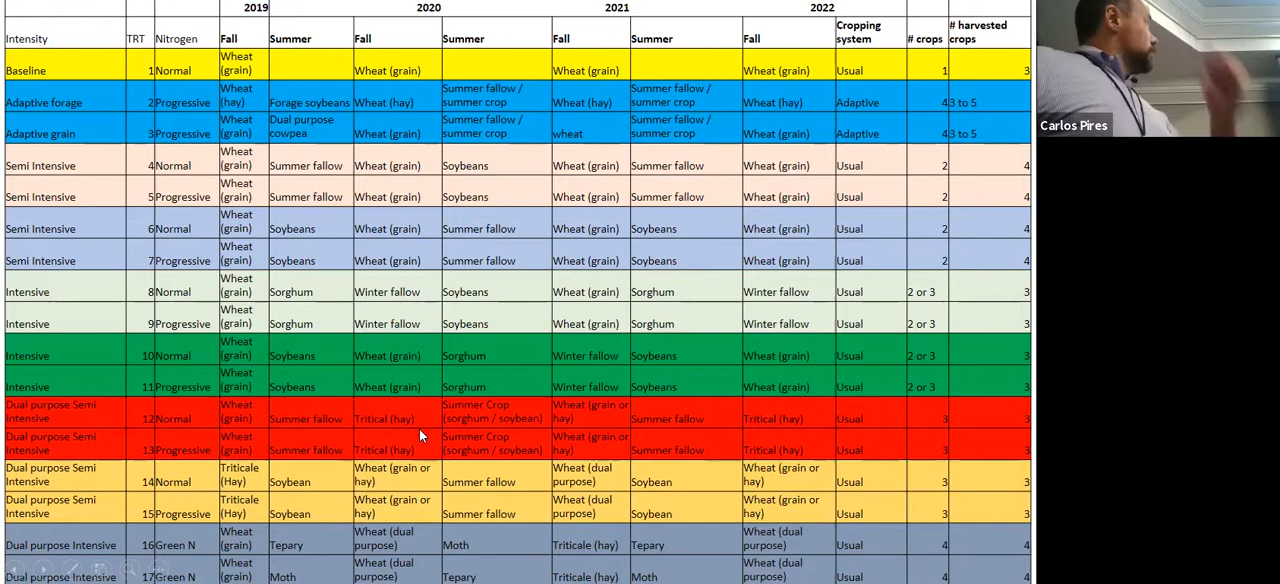 2019 2020 2021 2022
Intensity TRT Nitrogen Fall Summer Fall Summer Fall Summer Fall Cropping system # crops # harvested crops
Baseline 1 Normal Wheat (grain) Wheat (grain) Wheat (grain) Wheat (grain) Usual 1 3
Adaptive forage 2 Progressive Wheat (hay) Forage soybeans Wheat (hay) Summer fallow / summer crop Wheat (hay) Summer fallow / summer crop Wheat (hay) Adaptive 4 3 to 5
Adaptive grain 3 Progressive Wheat (grain) Dual purpose cowpea Wheat (grain) Summer fallow / summer crop wheat Summer fallow / summer crop Wheat (grain) Adaptive 4 3 to 5
Semi Intensive 4 Normal Wheat (grain) Summer fallow Wheat (grain) Soybeans Wheat (grain) Summer fallow Wheat (grain) Usual 2 4
Semi Intensive 5 Progressive Wheat (grain) Summer fallow Wheat (grain) Soybeans Wheat (grain) Summer fallow Wheat (grain) Usual 2 4
Semi Intensive 6 Normal Wheat (grain) Soybeans Wheat (grain) Summer fallow Wheat (grain) Soybeans Wheat (grain) Usual 2 4
Semi Intensive 7 Progressive Wheat (grain) Soybeans Wheat (grain) Summer fallow Wheat (grain) Soybeans Wheat (grain) Usual 2 4
Intensive 8 Normal Wheat (grain) Sorghum Winter fallow Soybeans Wheat (grain) Sorghum Winter fallow Usual 2 or 3 3
Intensive 9 Progressive Wheat (grain) Sorghum Winter fallow Soybeans Wheat (grain) Sorghum Winter fallow Usual 2 or 3 3
Intensive 10 Normal Wheat (grain) Soybeans Wheat (grain) Sorghum Winter fallow Soybeans Wheat (grain) Usual 2 or 3 3
Intensive 11 Progressive Wheat (grain) Soybeans Wheat (grain) Sorghum Winter fallow Soybeans Wheat (grain) Usual 2 or 3 3
Dual purpose Semi Intensive 12 Normal Wheat (grain) Summer fallow Tritical (hay) Summer Crop (sorghum / soybean) Wheat (grain or hay) Summer fallow Tritical (hay) Usual 3 3
Dual purpose Semi Intensive 13 Progressive Wheat (grain) Summer fallow Tritical (hay) Summer Crop (sorghum / soybean) Wheat (grain or hay) Summer fallow Tritical (hay) Usual 3 3
Dual purpose Semi Intensive 14 Normal Triticale (Hay) Soybean Wheat (grain or hay) Summer fallow Wheat (dual purpose) Soybean Wheat (grain or hay) Usual 3 3
Dual purpose Semi Intensive 15 Progressive Triticale (Hay) Soybean Wheat (grain or hay) Summer fallow Wheat (dual purpose) Soybean Wheat (grain or hay) Usual 3 3
Dual purpose Intensive 16 Green N Wheat (grain) Tepary Wheat (dual purpose) Moth Triticale (hay) Tepary Wheat (dual purpose) Usual 4 4
Dual purpose Intensive 17 Green N Wheat (grain) Moth Wheat (dual purpose) Tepary Triticale (hay) Moth Wheat (dual purpose) Usual 4 4
Carlos Pires